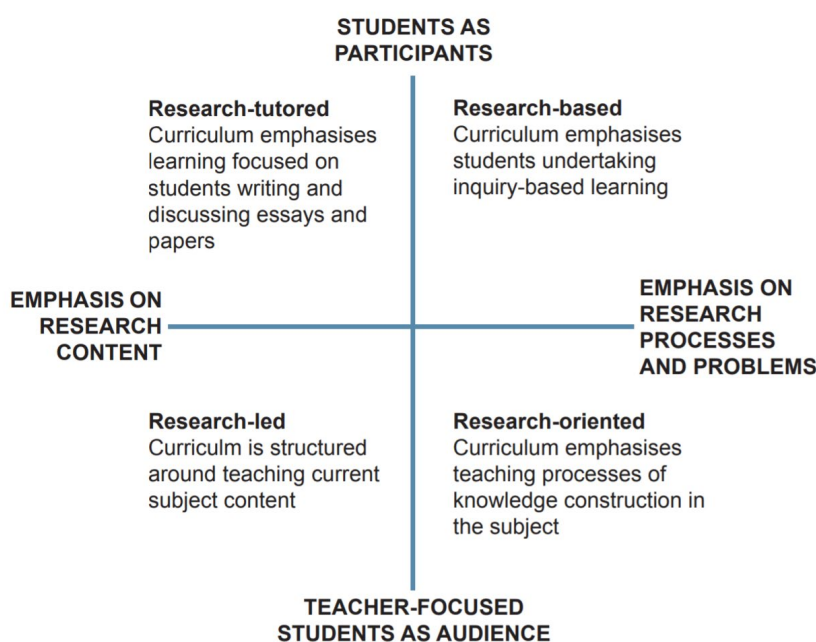 STUDENTS AS
PARTICIPANTS
Research-tutored
Curriculum emphasises
learning focused on
students writing and
discussing essays and
papers
Research-based
Curriculum emphasises
students undertaking
inquiry-based learning
EMPHASIS ON
RESEARCH
CONTENT
EMPHASIS ON
RESEARCH
PROCESSES
AND PROBLEMS
Research-led
Curriculm is structured
around teaching current
subject content
Research-oriented
Curriculum emphasises
teaching processes of
knowledge construction in
the subject
TEACHER-FOCUSED
STUDENTS AS AUDIENCE